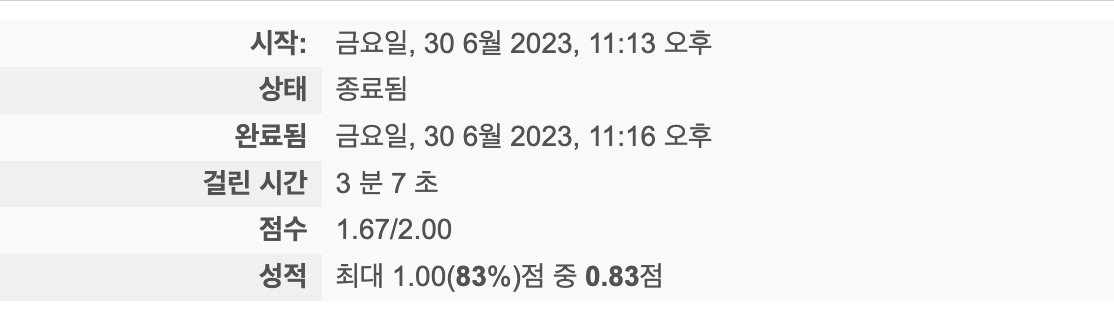 시작: 금요일, 30 6월 2023, 11:13 오후
상태 종료됨
완료됨 금요일, 30 6월 2023, 11:16 오후
걸린 시간 3 분 7 초
점수 1.67/2.00
성적 최대 1.00(83%)점 중 0.83점